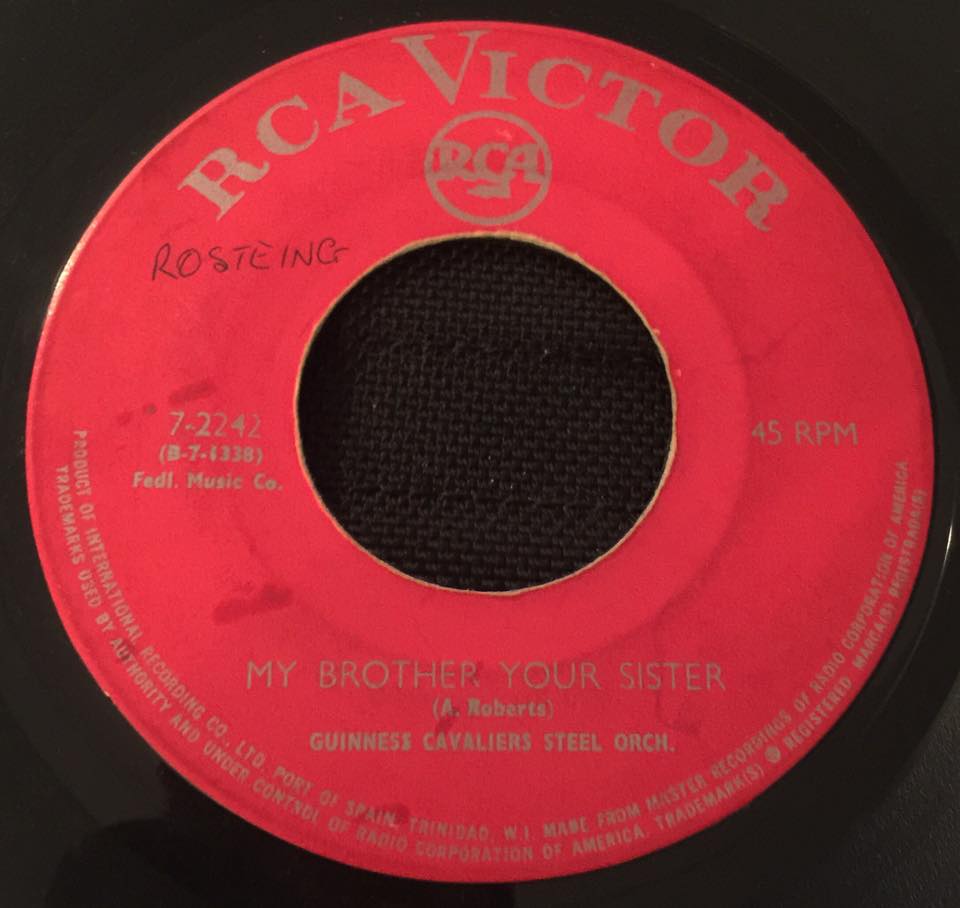 RCA VICTOR
RCA
ROSTEING
7-2242
(B-7-1338)
Fedl. Music Co.
45 RPM
MY BROTHER YOUR SISTER
(A. Roberts)
GUINNESS CAVALIERS STEEL ORCH.
PRODUCT OF INTERNATIONAL RECORDING CO., LTD. PORT OF SPAIN, TRINIDAD, W.I. MADE FROM MASTER RECORDINGS OF RADIO CORPORATION OF AMERICA
TRADEMARKS USED BY AUTHORITY AND UNDER CONTROL OF RADIO CORPORATION OF AMERICA. TRADEMARK(S) ® REGISTERED MARCA(S) REGISTRADA(S)